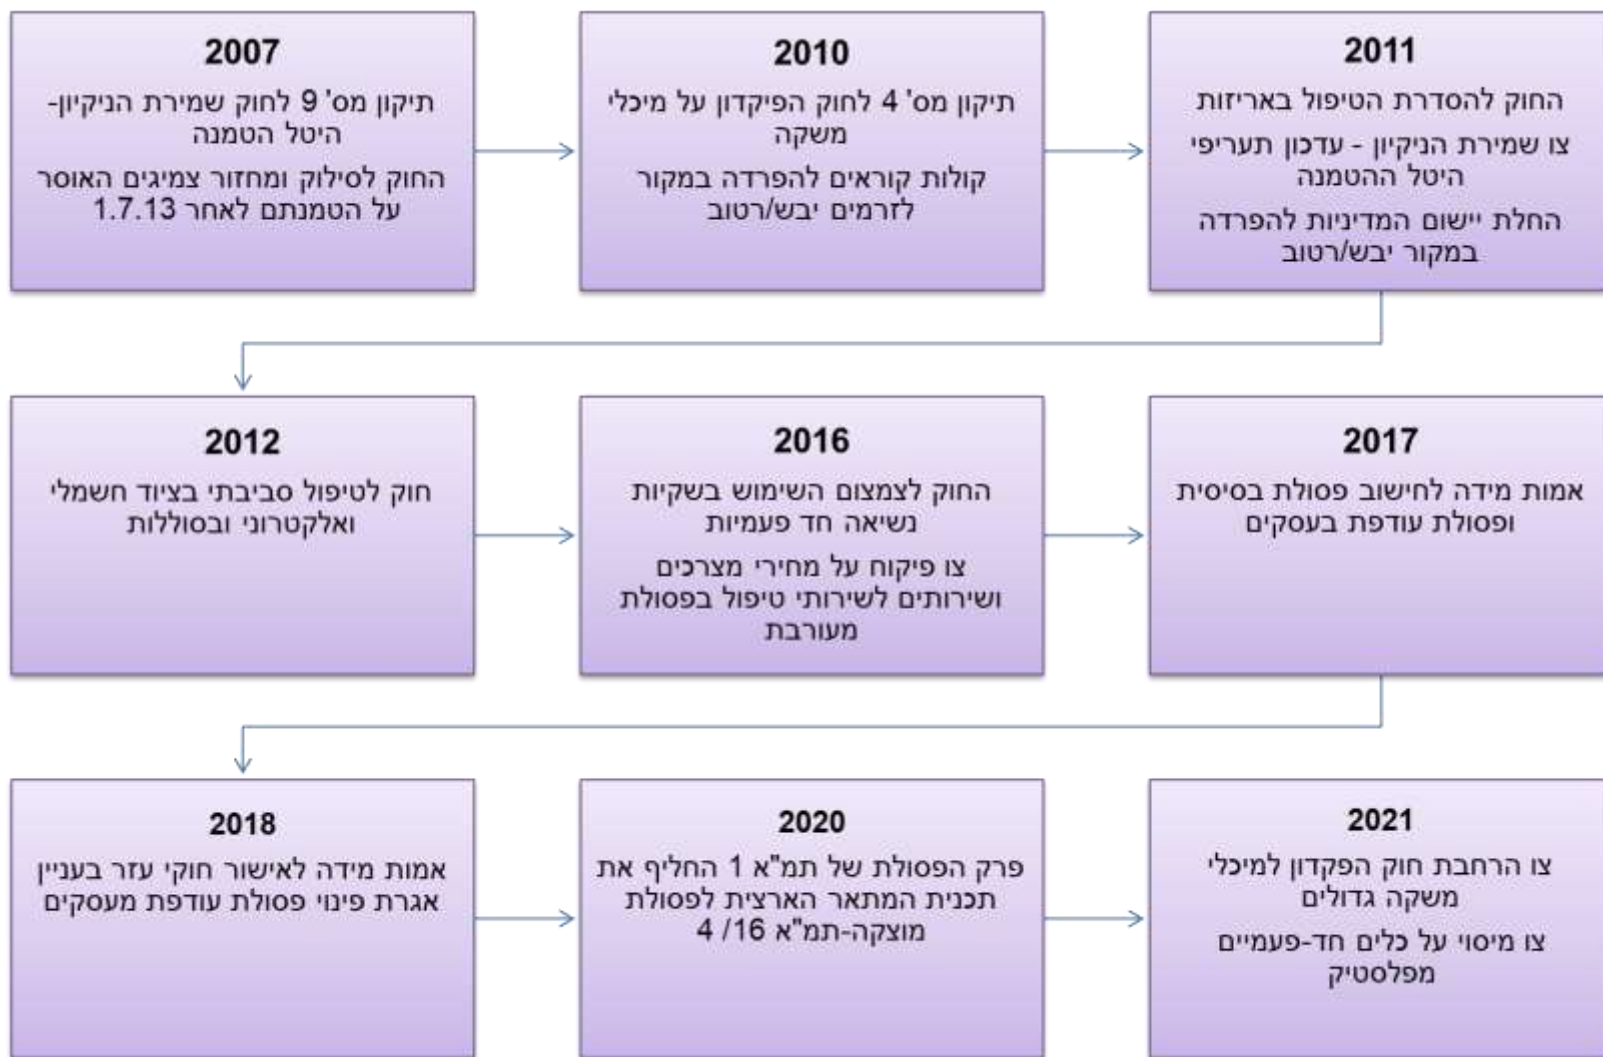 2007
תיקון מס' 9 לחוק שמירת הניקיון-
היטל הטמנה
החוק לסילוק ומחזור צמיגים האוסר
על הטמנתם לאחר 1.7.13
2010
תיקון מס' 4 לחוק הפיקדון על מיכלי
משקה
קולות קוראים להפרדה במקור
לזרמים יבש/רטוב
2011
החוק להסדרת הטיפול באריזות
צו שמירת הניקיון - עדכון תעריפי
היטל ההטמנה
החלת יישום המדיניות להפרדה
במקור יבש/רטוב
2012
חוק לטיפול סביבתי בציוד חשמלי
ואלקטרוני ובסוללות
2016
החוק לצמצום השימוש בשקיות
נשיאה חד פעמיות
צו פיקוח על מחירי מצרכים
ושירותים לשירותי טיפול בפסולת
מעורבת
2017
אמות מידה לחישוב פסולת בסיסית
ופסולת עודפת בעסקים
2018
אמות מידה לאישור חוקי עזר בעניין
אגרת פינוי פסולת עודפת מעסקים
2020
פרק הפסולת של תמ"א 1 החליף את
תכנית המתאר הארצית לפסולת
מוצקה-תמ"א 16/ 4
2021
צו הרחבת חוק הפקדון למיכלי
משקה גדולים
צו מיסוי על כלים חד-פעמיים
מפלסטיק